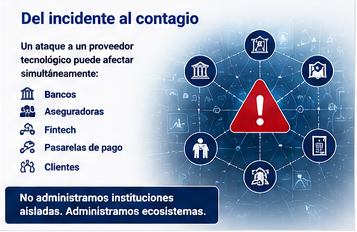 Del incidente al contagio
Un ataque a un proveedor
tecnológico puede afectar
simultáneamente:
Bancos
Aseguradoras
Fintech
Pasarelas de pago
Clientes
No administramos instituciones
aisladas. Administramos ecosistemas.